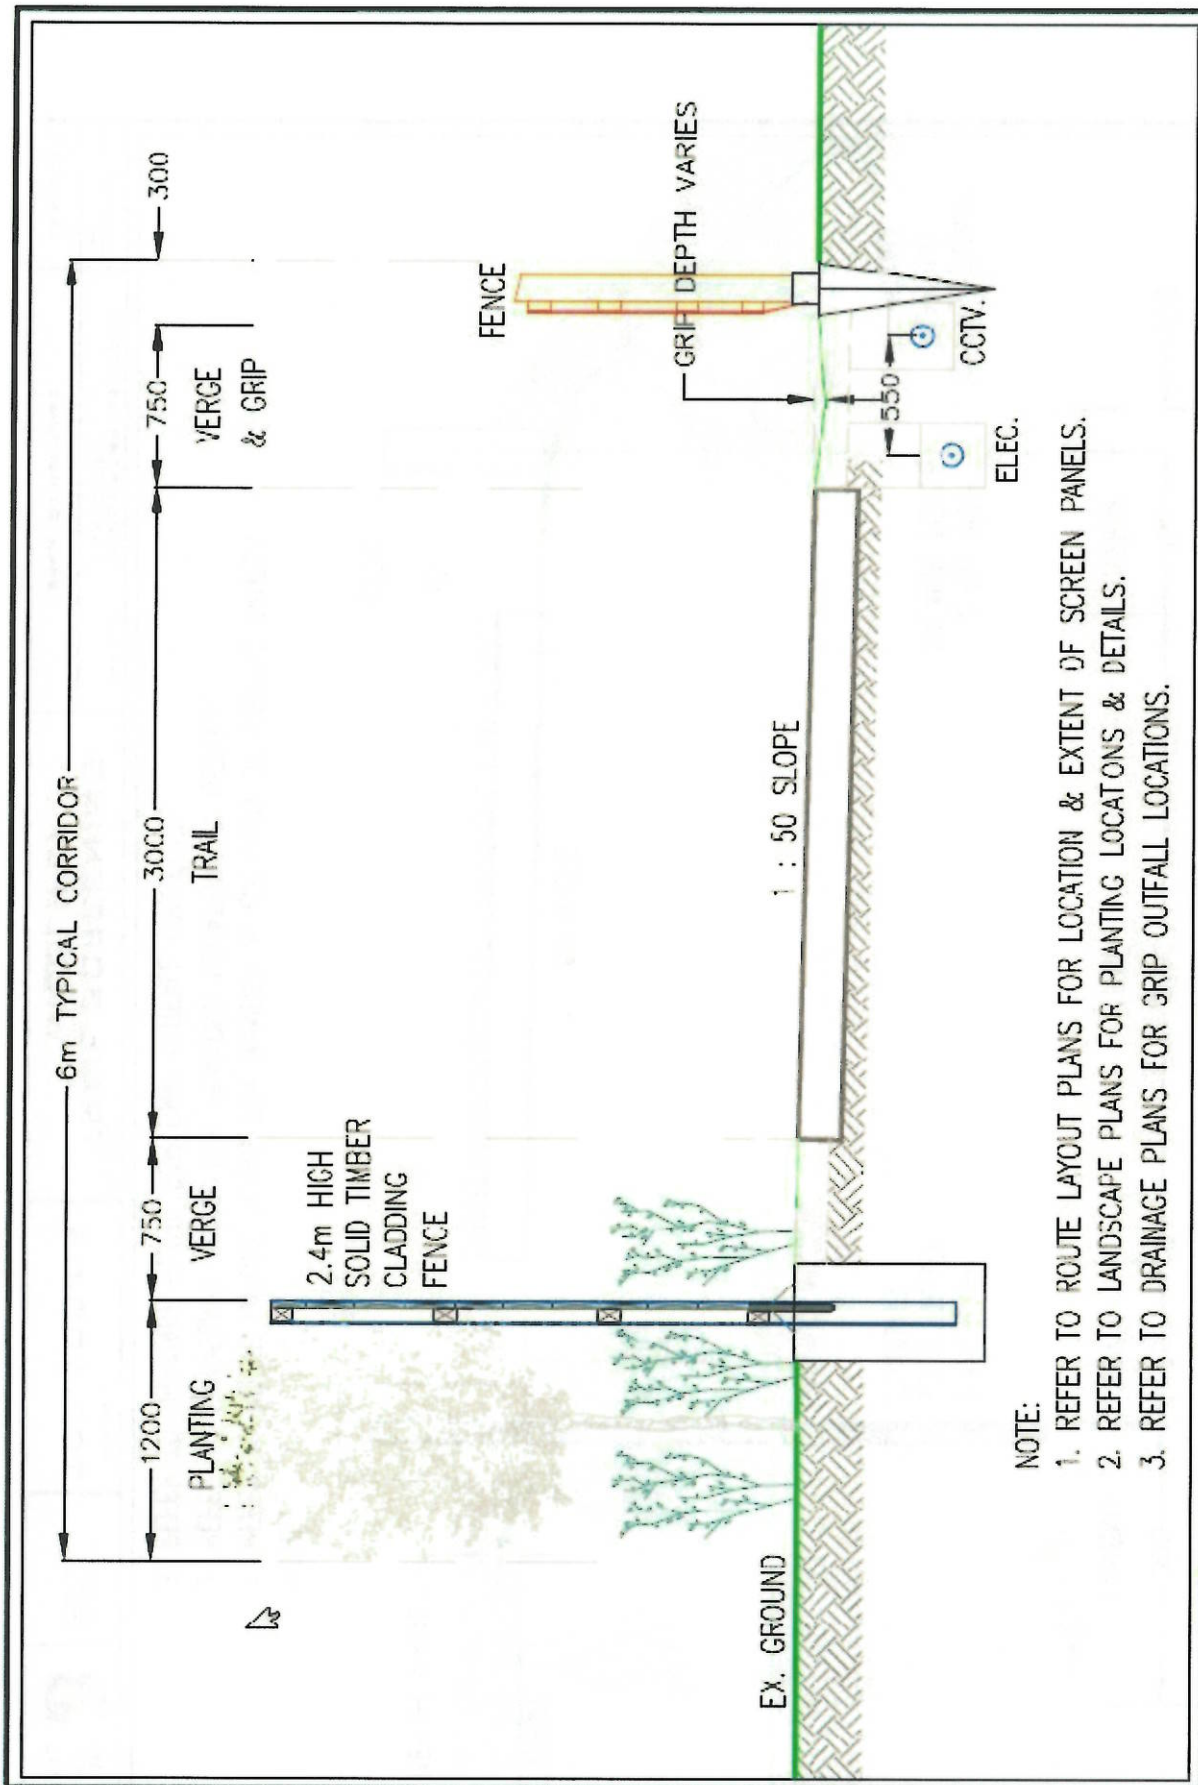 6m TYPICAL CORRIDOR
1200
750
3000
750
300
PLANTING
VERGE
TRAIL
VERGE
& GRIP
2.4m HIGH
SOLID TIMBER
CLADDING
FENCE
FENCE
GRIP DEPTH VARIES
1 : 50 SLOPE
EX. GROUND
550
ELEC.
CCTV.
NOTE:
1. REFER TO ROUTE LAYOUT PLANS FOR LOCATION & EXTENT OF SCREEN PANELS.
2. REFER TO LANDSCAPE PLANS FOR PLANTING LOCATONS & DETAILS.
3. REFER TO DRAINAGE PLANS FOR GRIP OUTFALL LOCATIONS.